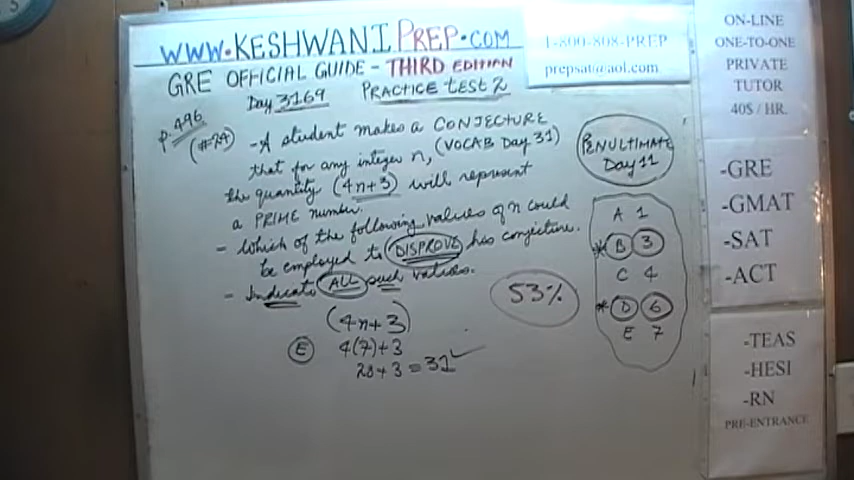 WWW.KESHWANIPREP.COM
GRE OFFICIAL GUIDE - THIRD EDITION
Day 3169 PRACTICE TEST 2
1-800-808-PREP
prepsat@aol.com
p.496
(#24)
- A student makes a CONJECTURE
that for any integer n, (VOCAB Day 31)
the quantity (4n+3) will represent
a PRIME number.
- Which of the following values of n could
be employed to DISPROVE his conjecture.
- Indicate ALL such values.
(4n+3)
E 4(7)+3
28+3 = 31 ✓
53%
PENULTIMATE
Day 11
A 1
* B 3
C 4
* D 6
E 7
ON-LINE
ONE-TO-ONE
PRIVATE
TUTOR
40$ / HR.
-GRE
-GMAT
-SAT
-ACT
-TEAS
-HESI
-RN
PRE-ENTRANCE